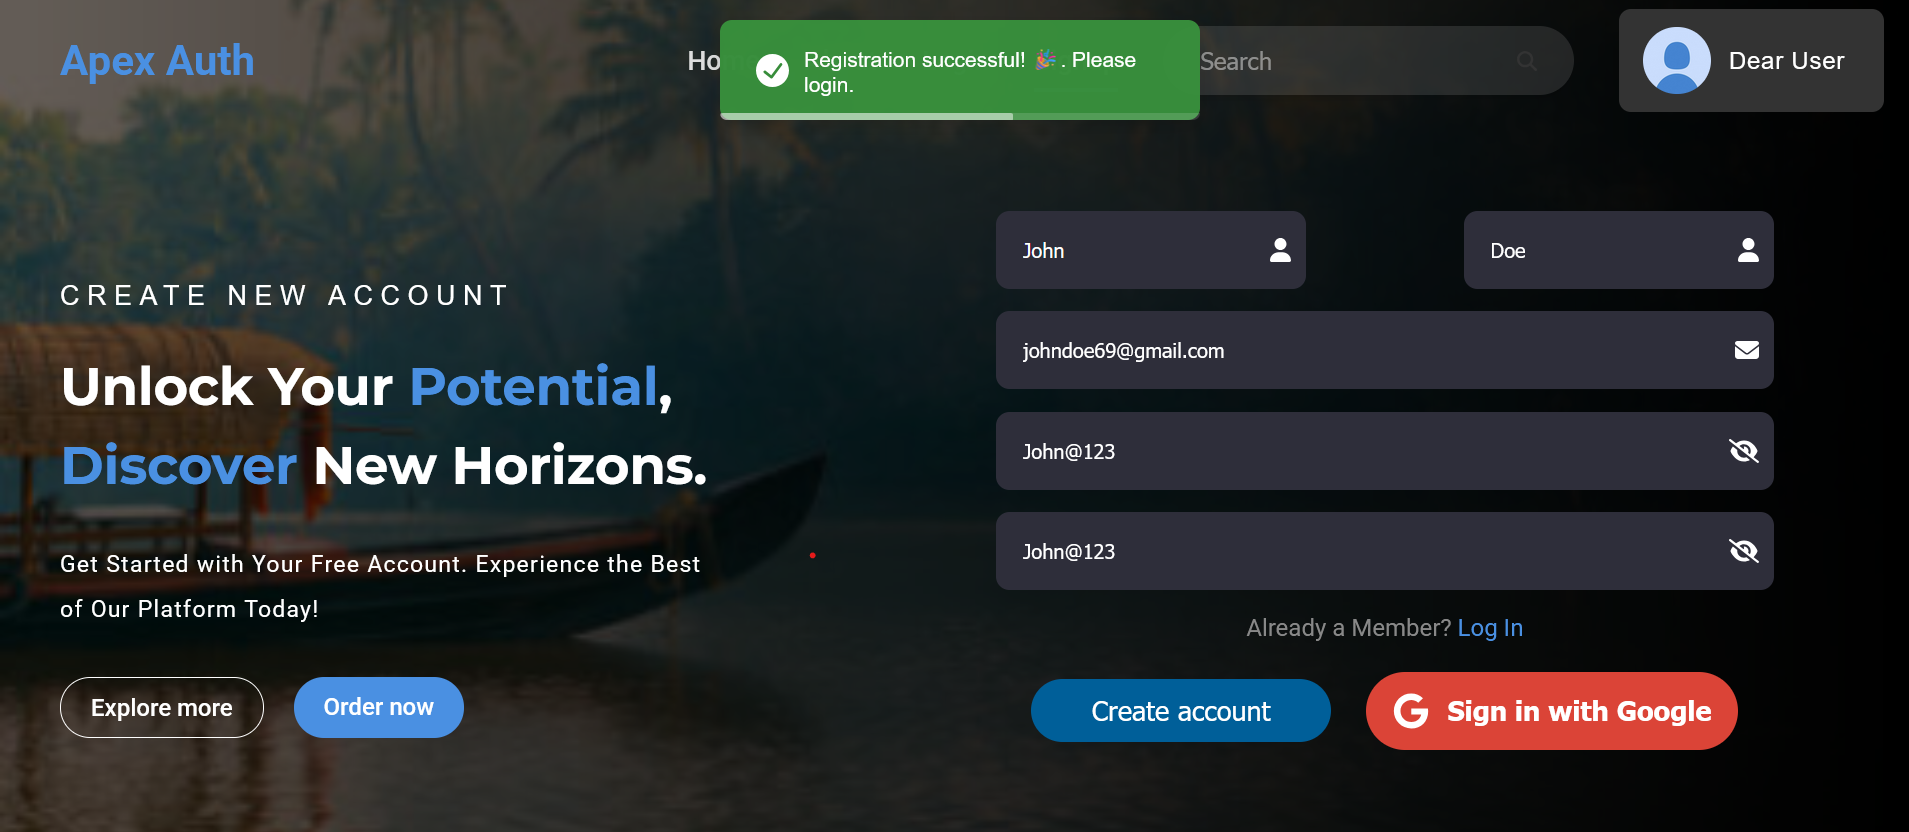 Apex Auth
Ho
Registration successful! 🎉. Please
login.
Search
Dear User
CREATE NEW ACCOUNT
Unlock Your Potential,
Discover New Horizons.
Get Started with Your Free Account. Experience the Best
of Our Platform Today!
Explore more
Order now
John
Doe
johndoe69@gmail.com
John@123
John@123
Already a Member? Log In
Create account
Sign in with Google